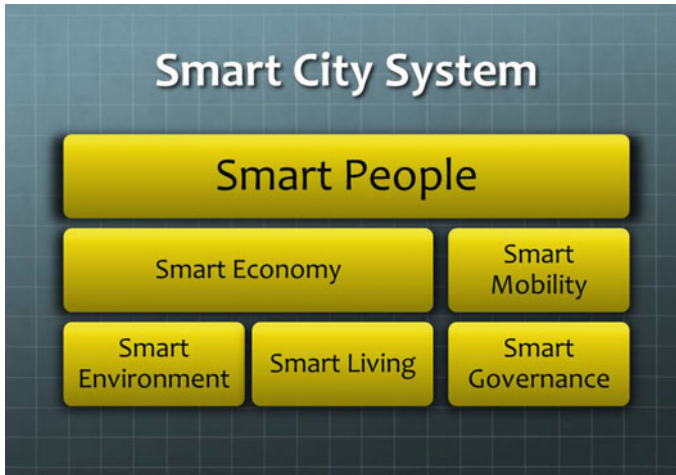 Smart City System
Smart People
Smart Economy
Smart
Mobility
Smart
Environment
Smart Living
Smart
Governance